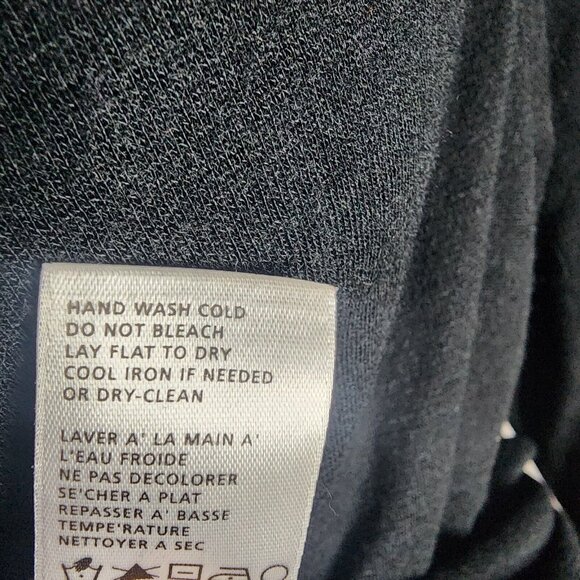 HAND WASH COLD
DO NOT BLEACH
LAY FLAT TO DRY
COOL IRON IF NEEDED
OR DRY-CLEAN
LAVER A' LA MAIN A'
L'EAU FROIDE
NE PAS DECOLORER
SE'CHER A PLAT
REPASSER A' BASSE
TEMPE'RATURE
NETTOYER A SEC